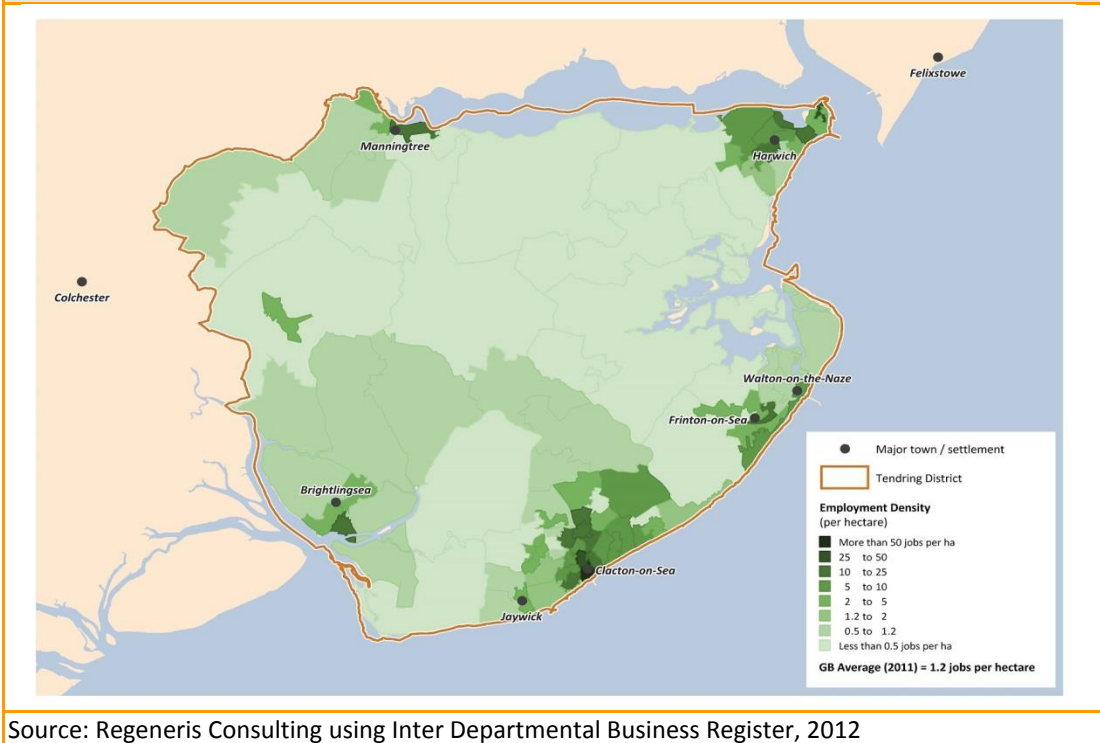 Felixstowe
Manningtree
Harwich
Colchester
Walton-on-the-Naze
Frinton-on-Sea
Brightlingsea
Clacton-on-Sea
Jaywick
Major town / settlement
Tendring District
Employment Density
(per hectare)
More than 50 jobs per ha
25 to 50
10 to 25
5 to 10
2 to 5
1.2 to 2
0.5 to 1.2
Less than 0.5 jobs per ha
GB Average (2011) = 1.2 jobs per hectare
Source: Regeneris Consulting using Inter Departmental Business Register, 2012